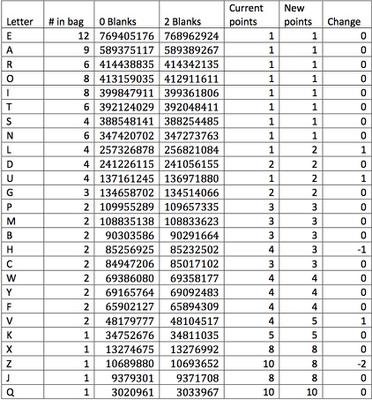 Letter # in bag 0 Blanks 2 Blanks Current points New points Change
E 12 769405176 768962924 1 1 0
A 9 589375117 589389267 1 1 0
R 6 414438835 414342135 1 1 0
O 8 413159035 412911611 1 1 0
I 8 399847911 399361806 1 1 0
T 6 392124029 392048411 1 1 0
S 4 388548141 388254485 1 1 0
N 6 347420702 347273763 1 1 0
L 4 257326878 256821084 1 2 1
D 4 241226115 241056155 2 2 0
U 4 137161245 136971880 1 2 1
G 3 134658702 134514066 2 2 0
P 2 109955289 109657335 3 3 0
M 2 108835138 108833623 3 3 0
B 2 90303586 90291664 3 3 0
H 2 85256925 85232502 4 3 -1
C 2 84947206 85017102 3 3 0
W 2 69386080 69358177 4 4 0
Y 2 69165764 69092483 4 4 0
F 2 65902127 65894309 4 4 0
V 2 48179777 48104517 4 5 1
K 1 34752676 34811035 5 5 0
X 1 13274675 13276992 8 8 0
Z 1 10689880 10693652 10 8 -2
J 1 9379301 9371708 8 8 0
Q 1 3020961 3033967 10 10 0